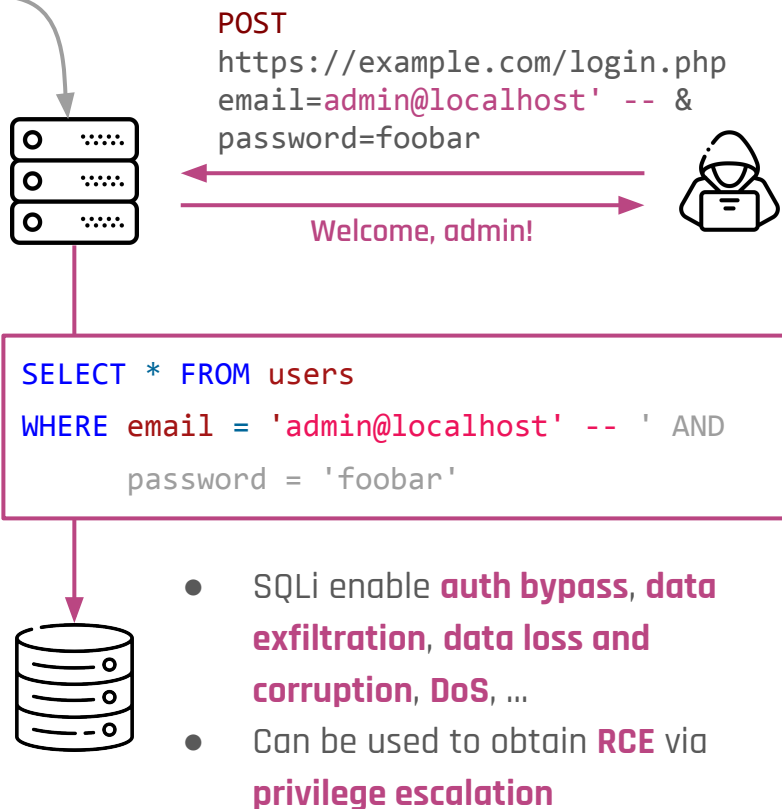 POST
https://example.com/login.php
email=admin@localhost' -- &
password=foobar
Welcome, admin!
SELECT * FROM users
WHERE email = 'admin@localhost' -- ' AND
password = 'foobar'
● SQLi enable auth bypass, data
exfiltration, data loss and
corruption, DoS, …
● Can be used to obtain RCE via
privilege escalation